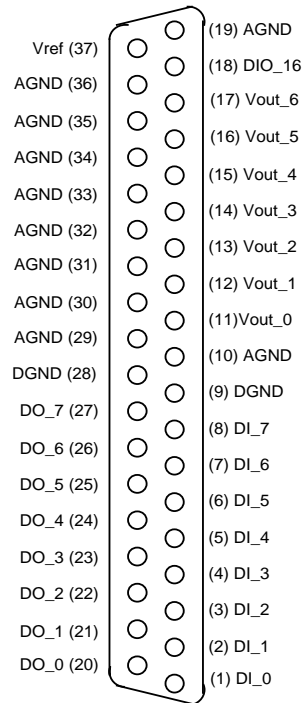 (19) AGND
Vref (37)
(18) DIO_16
AGND (36)
(17) Vout_6
AGND (35)
(16) Vout_5
AGND (34)
(15) Vout_4
AGND (33)
(14) Vout_3
AGND (32)
(13) Vout_2
AGND (31)
(12) Vout_1
AGND (30)
(11)Vout_0
AGND (29)
(10) AGND
DGND (28)
(9) DGND
DO_7 (27)
(8) DI_7
DO_6 (26)
(7) DI_6
DO_5 (25)
(6) DI_5
DO_4 (24)
(5) DI_4
DO_3 (23)
(4) DI_3
DO_2 (22)
(3) DI_2
DO_1 (21)
(2) DI_1
DO_0 (20)
(1) DI_0